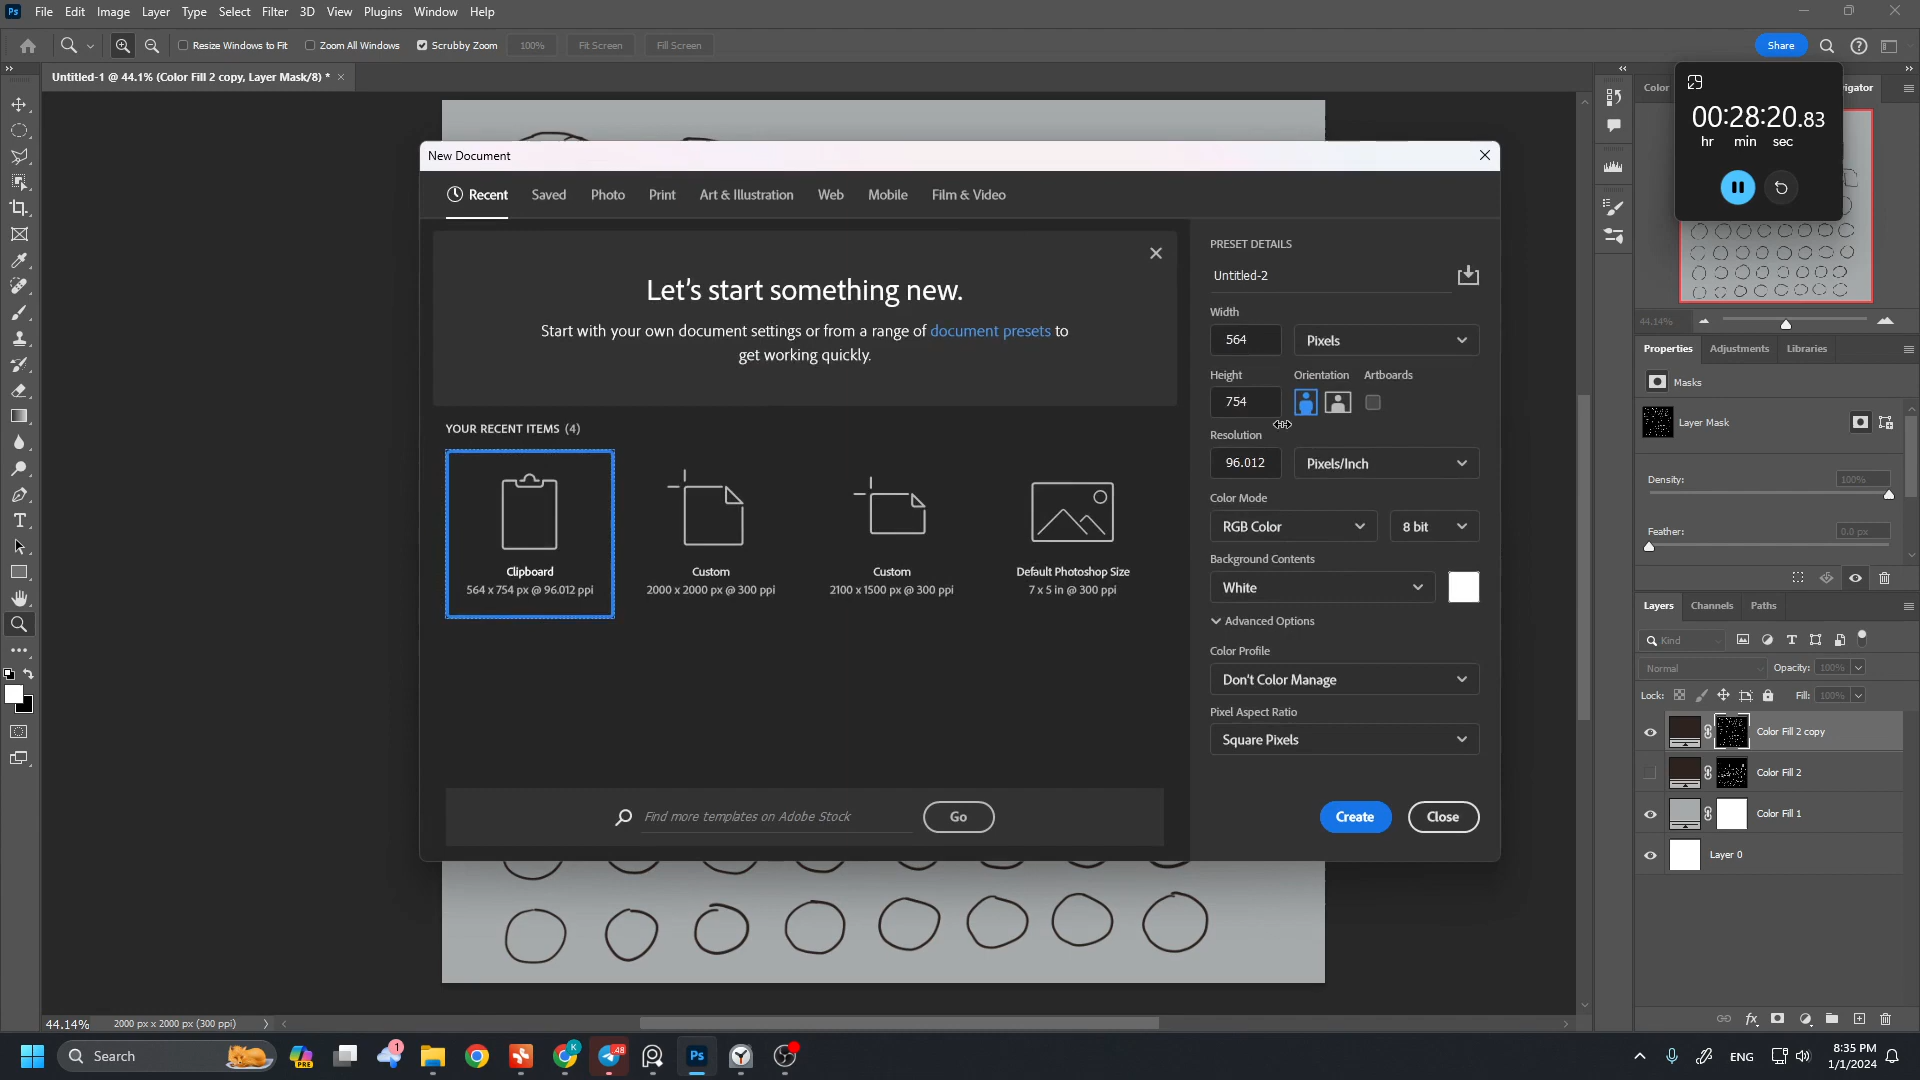 Ps File Edit Image Layer Type Select Filter 3D View Plugins Window Help
Resize Windows to Fit Zoom All Windows Scrubby Zoom 100% Fit Screen Fill Screen Share
Untitled-1 @ 44.1% (Color Fill 2 copy, Layer Mask/8) *
Color
00:28:20.83
hr min sec
New Document
Recent Saved Photo Print Art & Illustration Web Mobile Film & Video
Let's start something new.
Start with your own document settings or from a range of document presets to
get working quickly.
YOUR RECENT ITEMS (4)
Clipboard
564 x 754 px @ 96.012 ppi
Custom
2000 x 2000 px @ 300 ppi
Custom
2100 x 1500 px @ 300 ppi
Default Photoshop Size
7 x 5 in @ 300 ppi
Find more templates on Adobe Stock Go
PRESET DETAILS
Untitled-2
Width
564 Pixels
Height Orientation Artboards
754
Resolution
96.012 Pixels/Inch
Color Mode
RGB Color 8 bit
Background Contents
White
Advanced Options
Color Profile
Don't Color Manage
Pixel Aspect Ratio
Square Pixels
Create Close
44.14%
Properties Adjustments Libraries
Masks
Layer Mask
Density: 100%
Feather: 0.0 px
Layers Channels Paths
Kind
Normal Opacity: 100%
Lock: Fill: 100%
Color Fill 2 copy
Color Fill 2
Color Fill 1
Layer 0
44.14% 2000 px x 2000 px (300 ppi)
Search PRE 1 K 48 Ps ENG 8:35 PM
1/1/2024